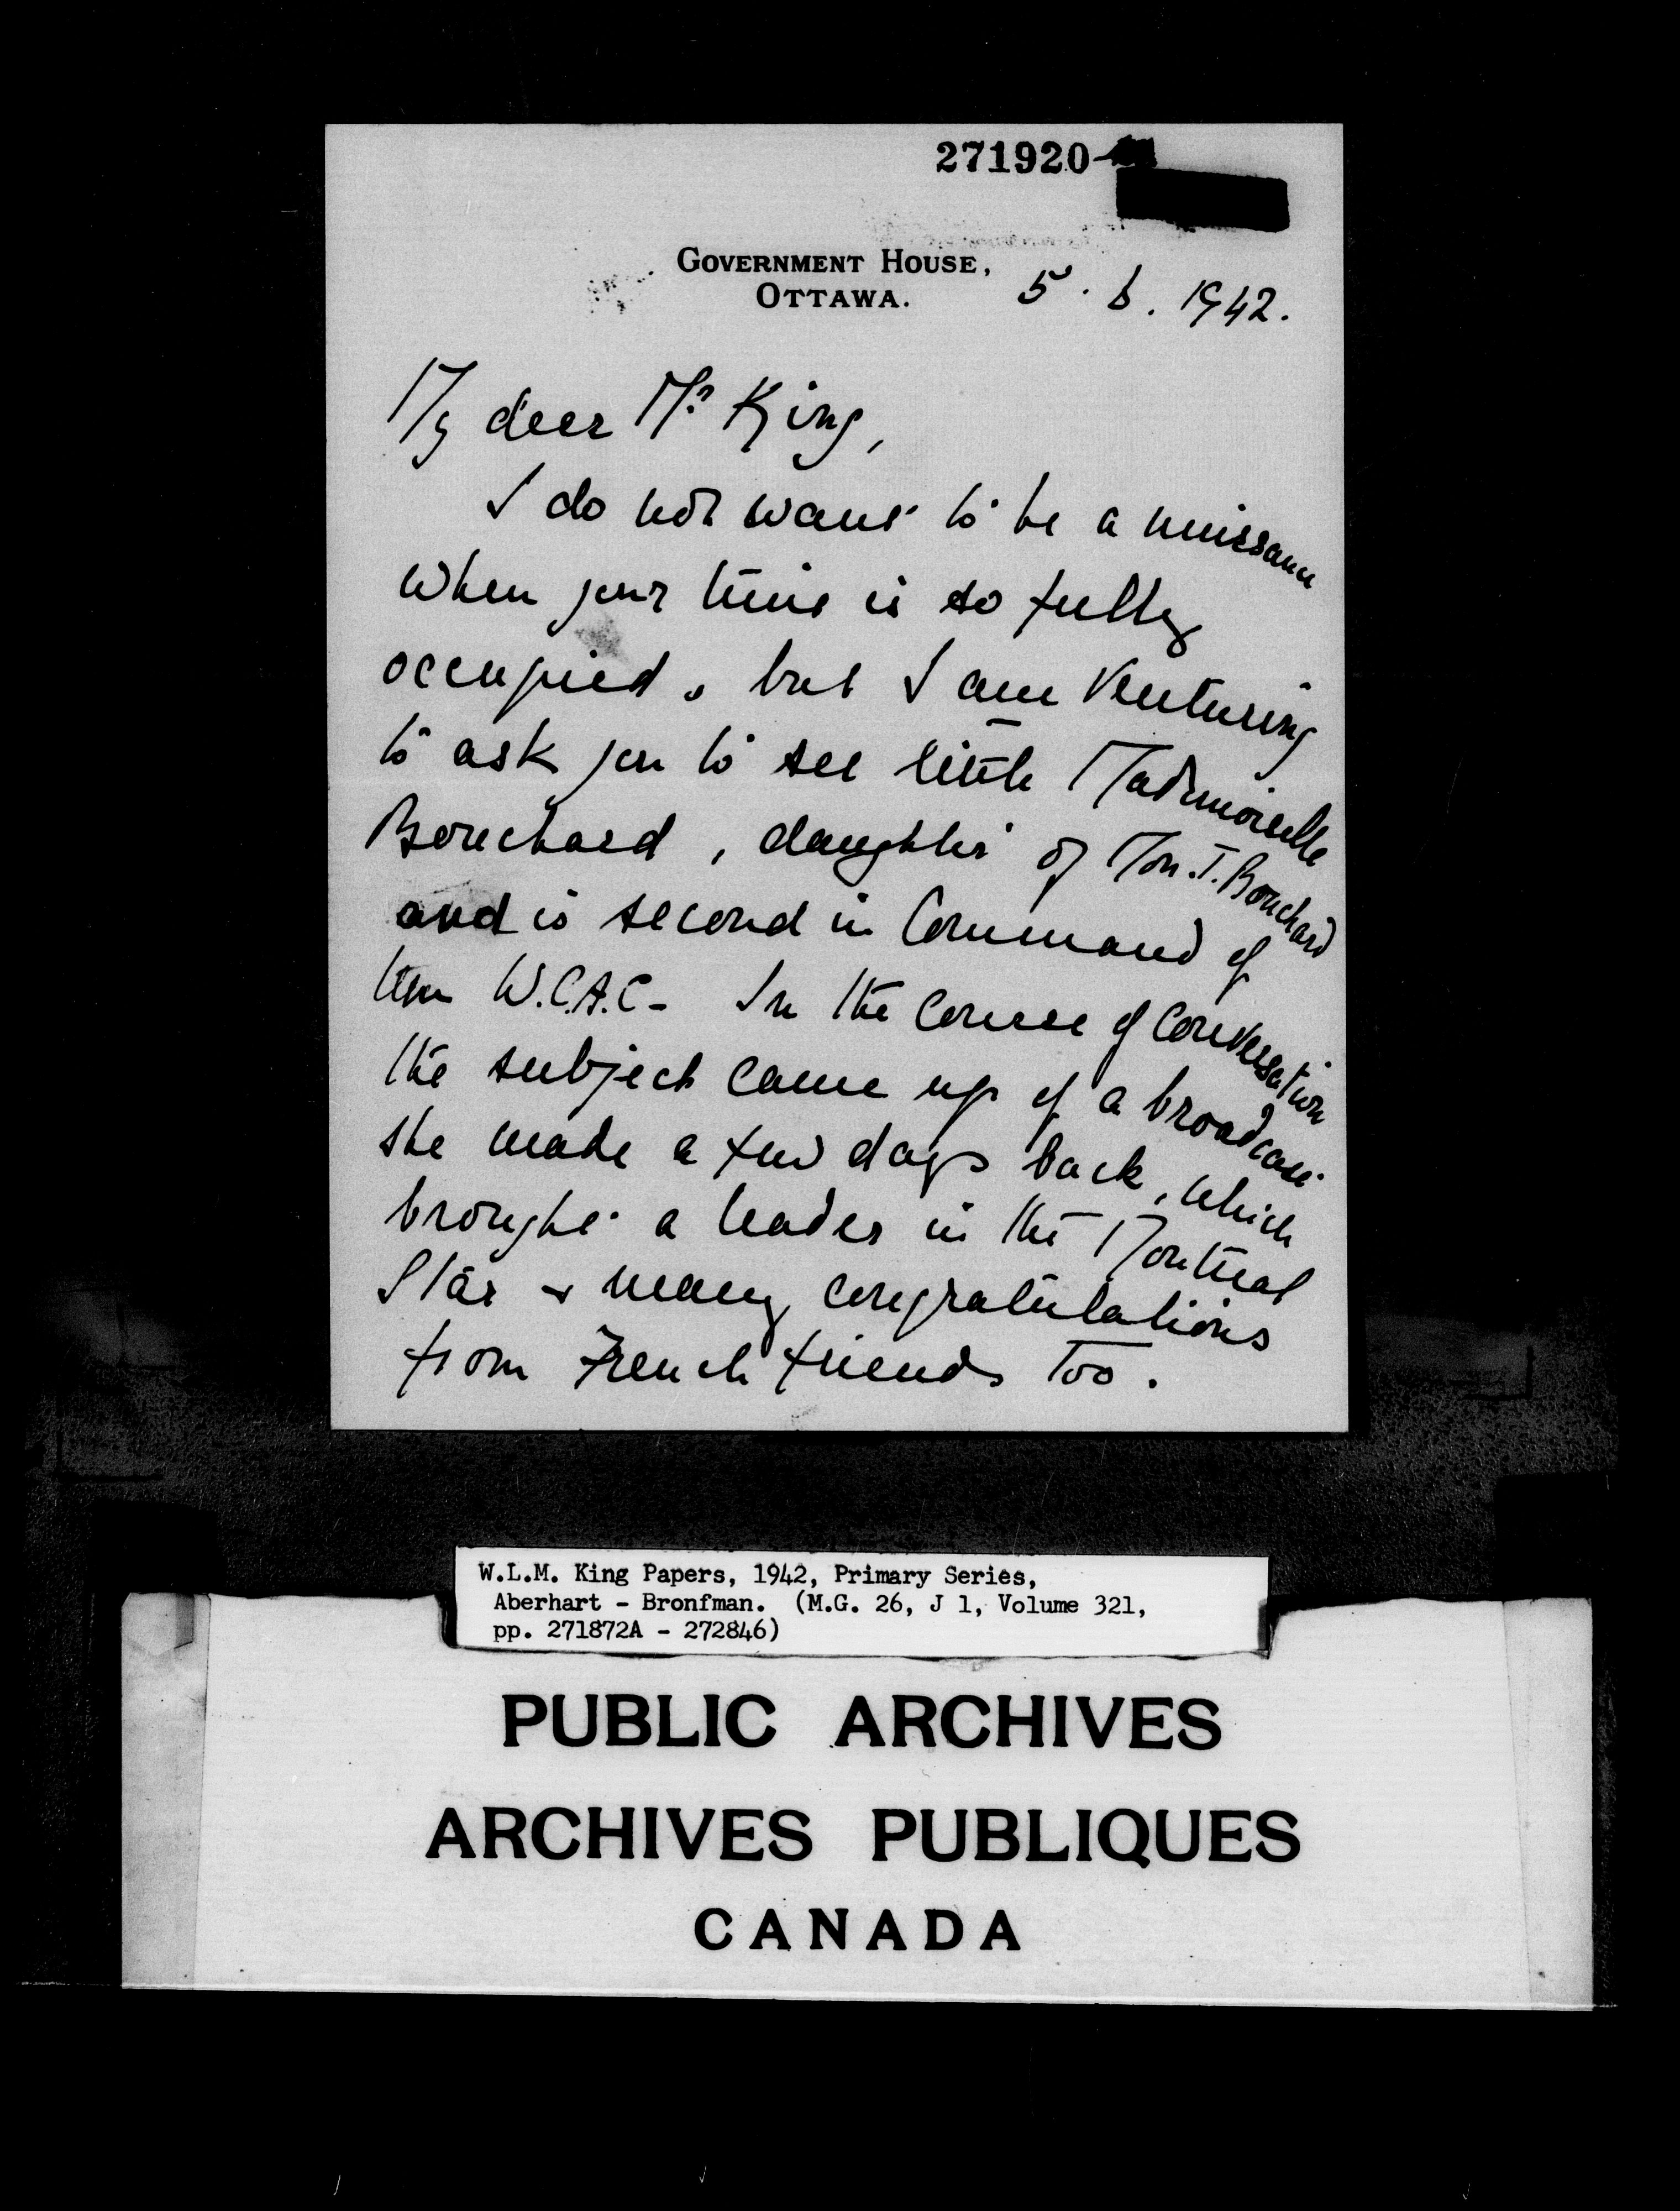 271920
GOVERNMENT HOUSE,
OTTAWA.
5.6.1942.
My dear Mr King,
I do not want to be a nuissance
when your time is so fully
occupied, but I am venturing
to ask you to see little Mademoiselle
Bouchard, daughter of Mon. T. Bouchard
and is second in Command of
the W.C.A.C. In the Course of Conversation
the subject came up of a broadcast
she made a few days back, which
brought a leader in the Montreal
Star & many congratulations
from French friends too.
W.L.M. King Papers, 1942, Primary Series,
Aberhart - Bronfman. (M.G. 26, J 1, Volume 321,
pp. 271872A - 272846)
PUBLIC ARCHIVES
ARCHIVES PUBLIQUES
CANADA